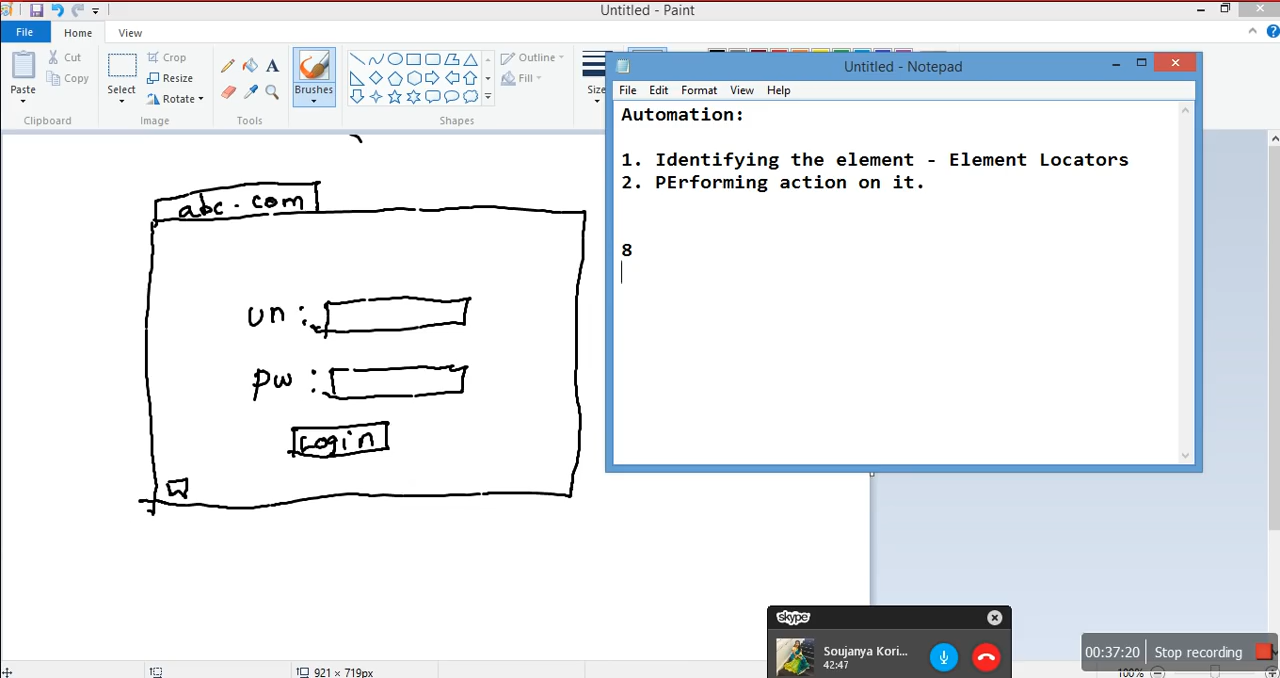 Untitled - Paint
File
Home
View
Paste
Cut
Copy
Clipboard
Select
Crop
Resize
Rotate
Image
Tools
A
Brushes
Shapes
Outline
Fill
Size
Untitled - Notepad
File Edit Format View Help
Automation:
1. Identifying the element - Element Locators
2. PErforming action on it.
8
abc.com
un :
pw :
Login
skype
Soujanya Kori...
42:47
00:37:20 Stop recording
921 × 719px
100%